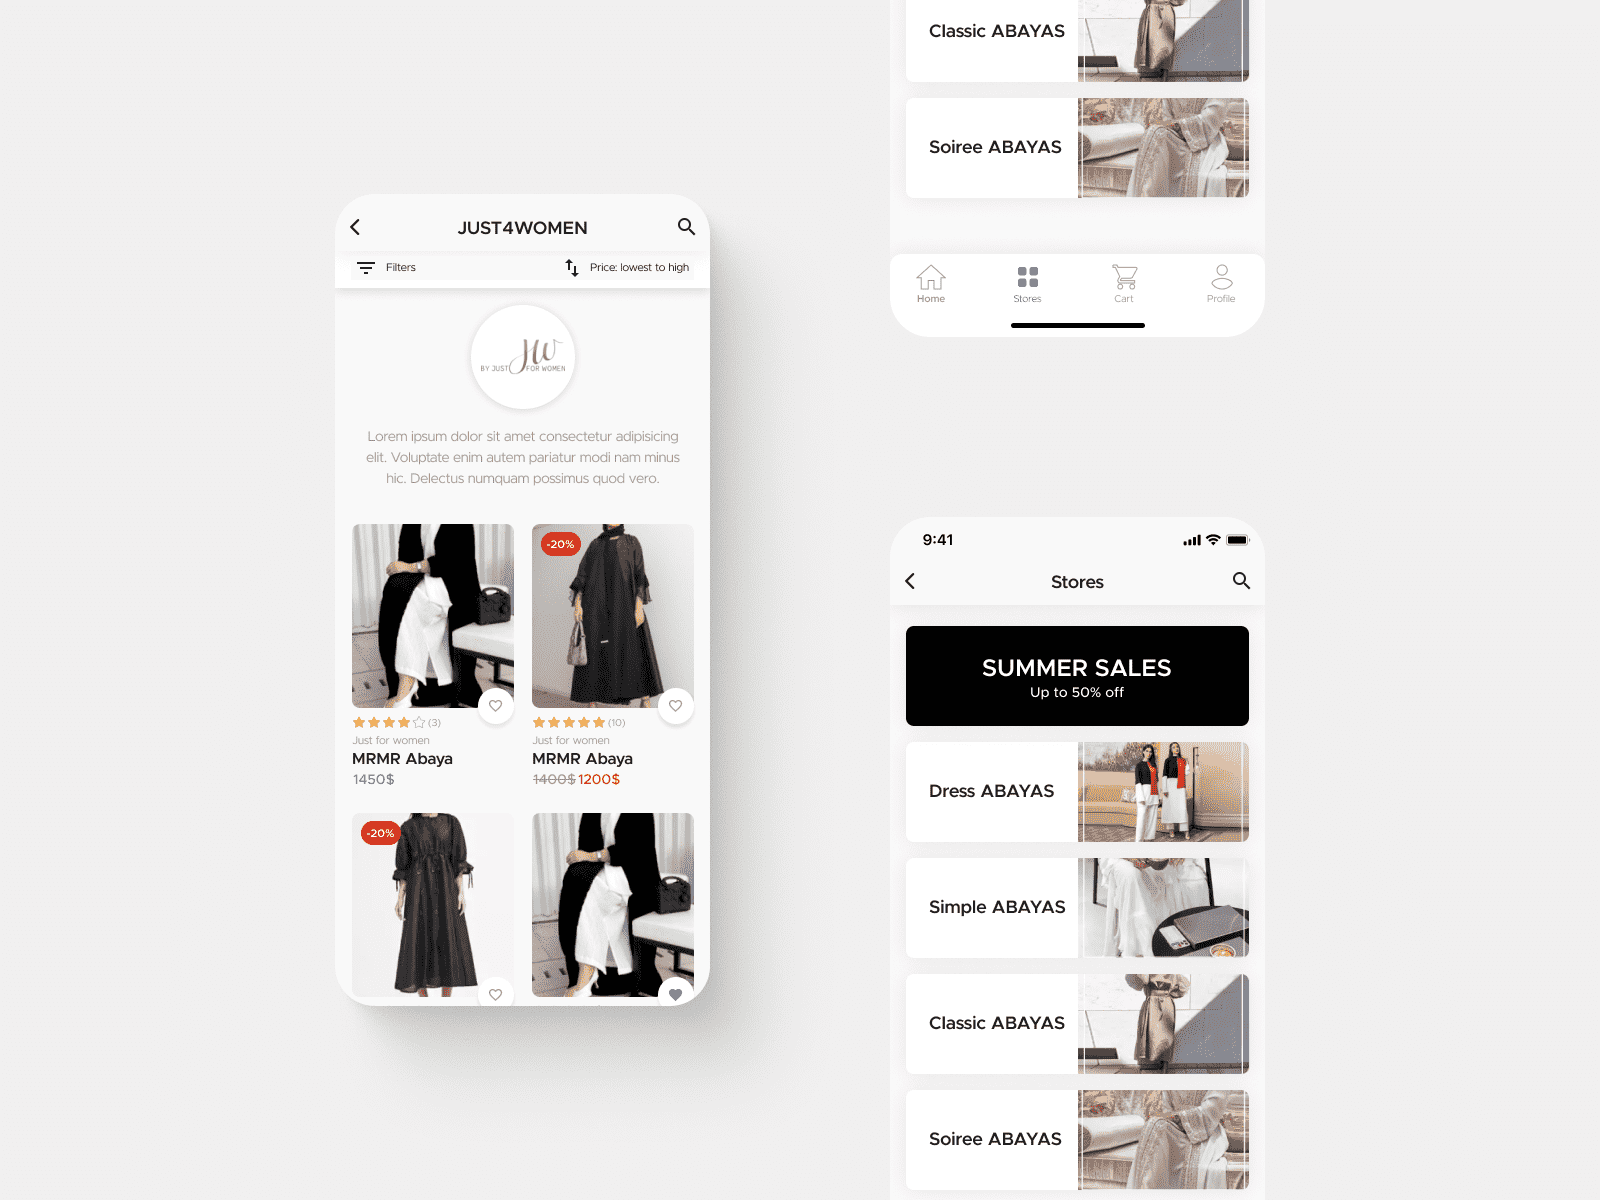 JUST4WOMEN
Filters
Price: lowest to high
JW
BY JUST FOR WOMEN
Lorem ipsum dolor sit amet consectetur adipisicing
elit. Voluptate enim autem pariatur modi nam minus
hic. Delectus numquam possimus quod vero.
-20%
(3)
Just for women
MRMR Abaya
1450$
(10)
Just for women
MRMR Abaya
1400$ 1200$
-20%
Classic ABAYAS
Soiree ABAYAS
Home
Stores
Cart
Profile
9:41
Stores
SUMMER SALES
Up to 50% off
Dress ABAYAS
Simple ABAYAS
Classic ABAYAS
Soiree ABAYAS